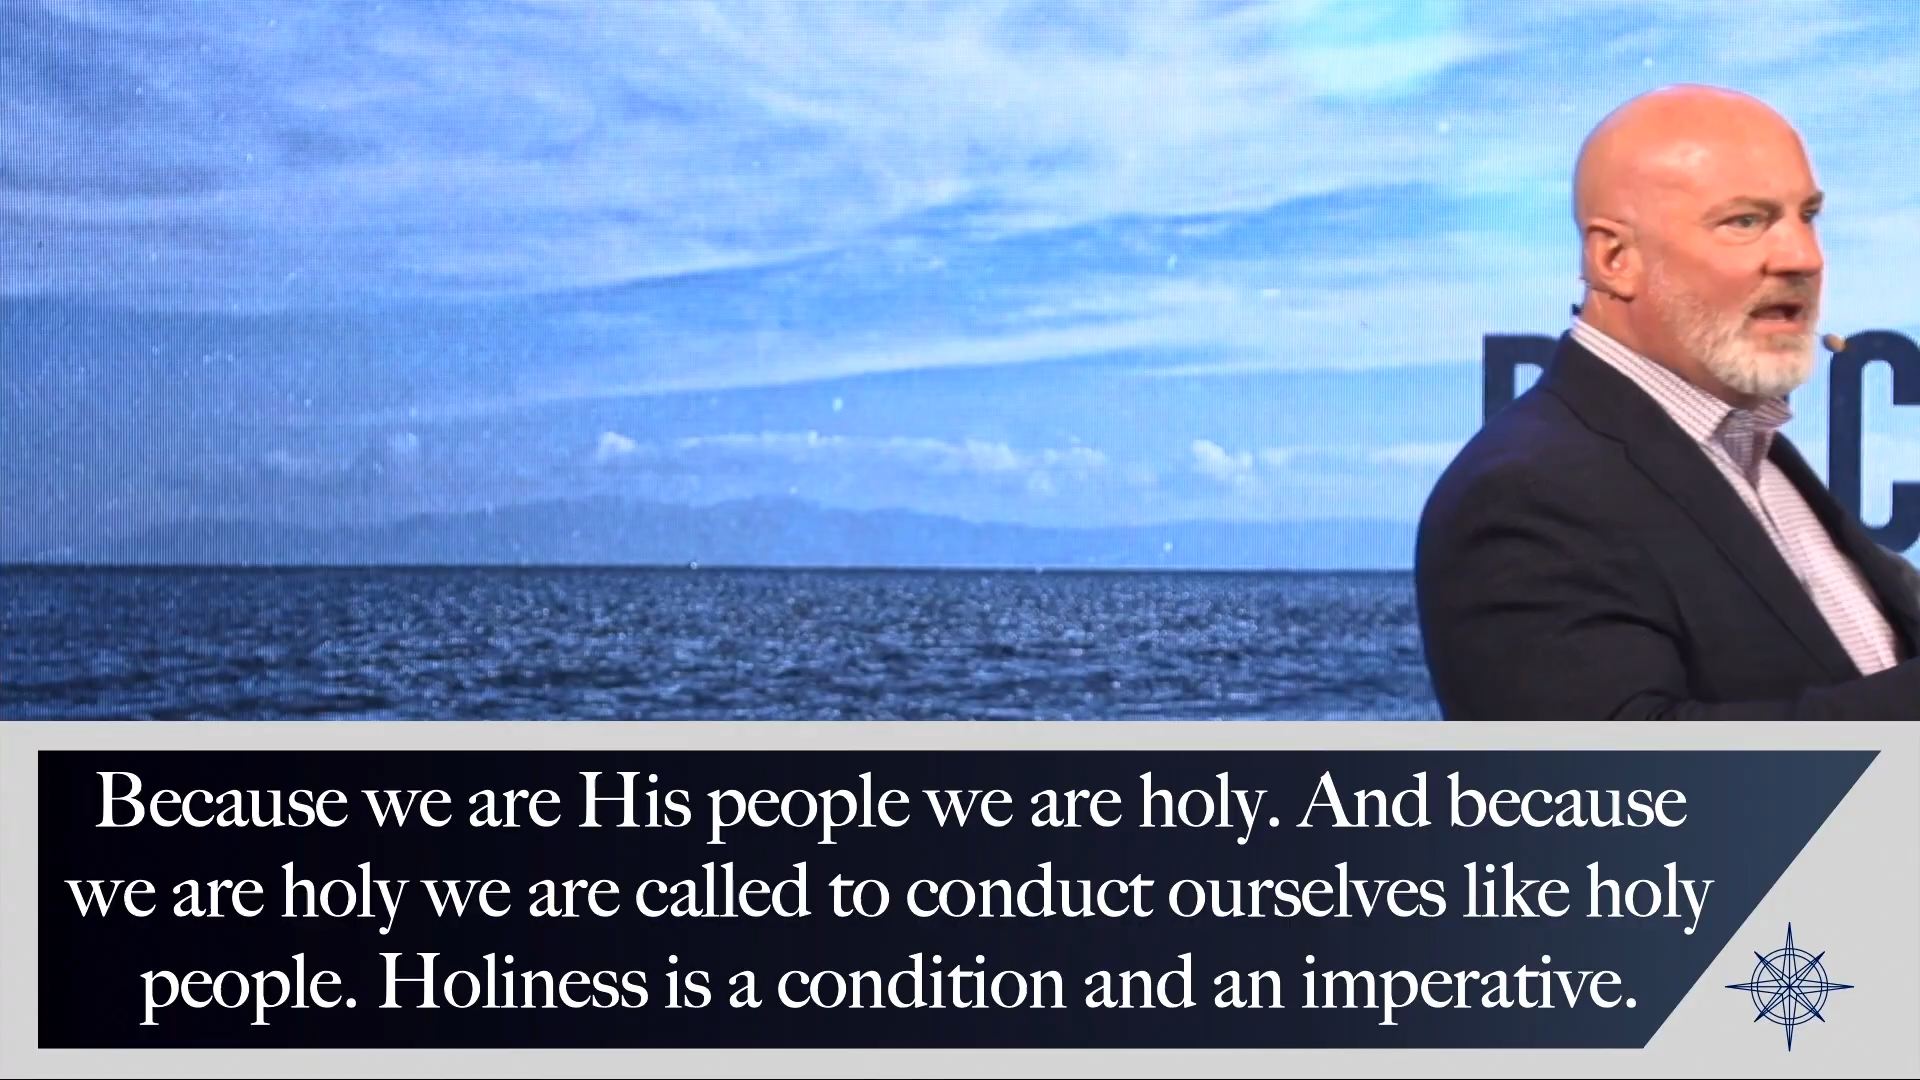 Because we are His people we are holy. And because
we are holy we are called to conduct ourselves like holy
people. Holiness is a condition and an imperative.